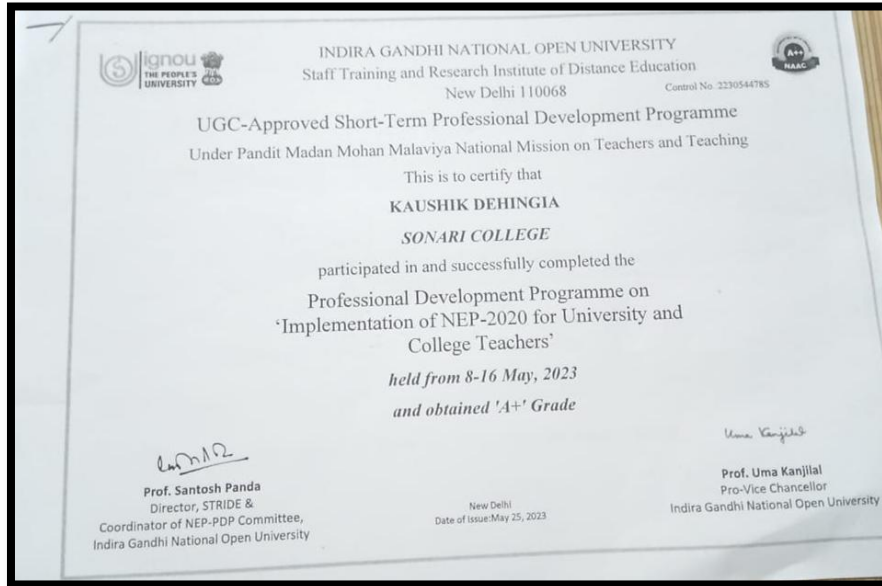 ignou
THE PEOPLE'S
UNIVERSITY
INDIRA GANDHI NATIONAL OPEN UNIVERSITY
Staff Training and Research Institute of Distance Education
New Delhi 110068
A++
NAAC
Control No. 2230544785
UGC-Approved Short-Term Professional Development Programme
Under Pandit Madan Mohan Malaviya National Mission on Teachers and Teaching
This is to certify that
KAUSHIK DEHINGIA
SONARI COLLEGE
participated in and successfully completed the
Professional Development Programme on
‘Implementation of NEP-2020 for University and
College Teachers’
held from 8-16 May, 2023
and obtained 'A+' Grade
Prof. Santosh Panda
Director, STRIDE &
Coordinator of NEP-PDP Committee,
Indira Gandhi National Open University
New Delhi
Date of Issue:May 25, 2023
Uma Kanjilal
Prof. Uma Kanjilal
Pro-Vice Chancellor
Indira Gandhi National Open University